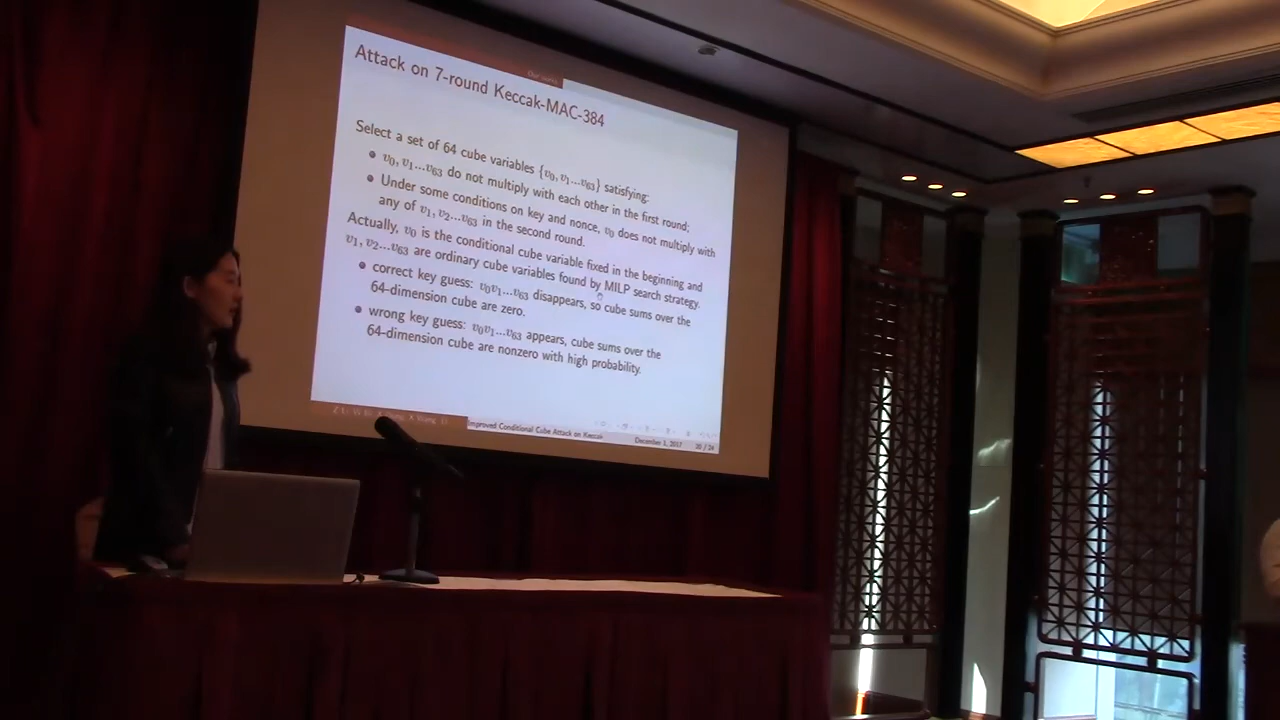 Attack on 7-round Keccak-MAC-384
Select a set of 64 cube variables {v₀, v₁...v₆₃} satisfying:
v₀, v₁...v₆₃ do not multiply with each other in the first round;
Under some conditions on key and nonce, v₀ does not multiply with
any of v₁, v₂...v₆₃ in the second round.
Actually, v₀ is the conditional cube variable fixed in the beginning and
v₁, v₂...v₆₃ are ordinary cube variables found by MILP search strategy.
correct key guess: v₀v₁...v₆₃ disappears, so cube sums over the
64-dimension cube are zero.
wrong key guess: v₀v₁...v₆₃ appears, cube sums over the
64-dimension cube are nonzero with high probability.
Improved Conditional Cube Attack on Keccak
December 1, 2017
20 / 24